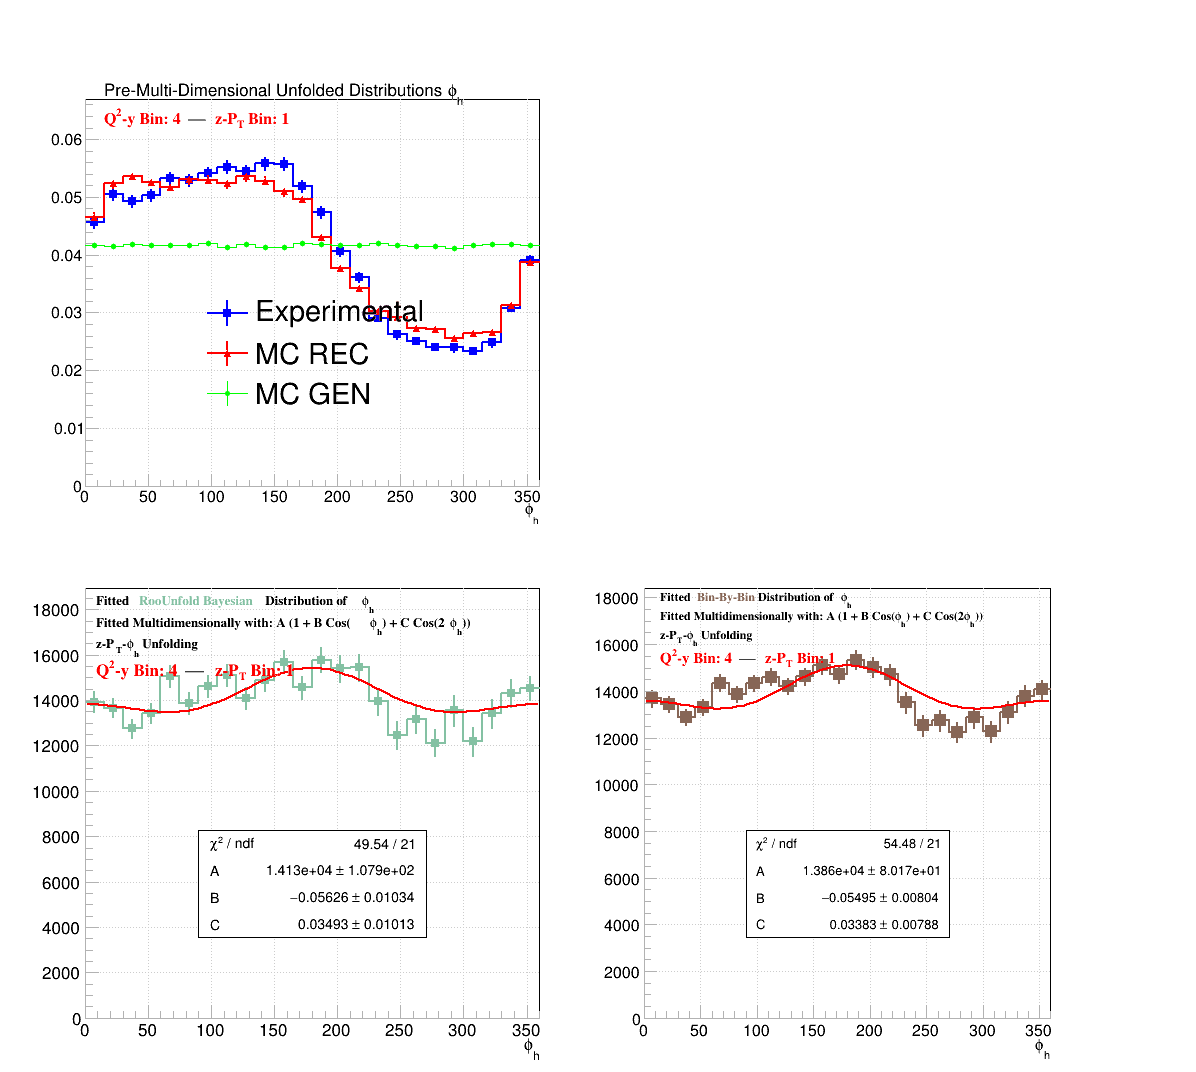 Pre-Multi-Dimensional Unfolded Distributions ϕh
Q2-y Bin: 4 — z-PT Bin: 1
0.06
0.05
0.04
0.03
0.02
0.01
0
Experimental
MC REC
MC GEN
0 50 100 150 200 250 300 350
ϕh
Fitted RooUnfold Bayesian Distribution of ϕh
Fitted Multidimensionally with: A (1 + B Cos( ϕh) + C Cos(2 ϕh))
z-PT-ϕh Unfolding
Q2-y Bin: 4 — z-PT Bin: 1
18000
16000
14000
12000
10000
8000
6000
4000
2000
0
χ2 / ndf 49.54 / 21
A 1.413e+04 ± 1.079e+02
B −0.05626 ± 0.01034
C 0.03493 ± 0.01013
0 50 100 150 200 250 300 350
ϕh
Fitted Bin-By-Bin Distribution of ϕh
Fitted Multidimensionally with: A (1 + B Cos(ϕh) + C Cos(2ϕh))
z-PT-ϕh Unfolding
Q2-y Bin: 4 — z-PT Bin: 1
18000
16000
14000
12000
10000
8000
6000
4000
2000
0
χ2 / ndf 54.48 / 21
A 1.386e+04 ± 8.017e+01
B −0.05495 ± 0.00804
C 0.03383 ± 0.00788
0 50 100 150 200 250 300 350
ϕh